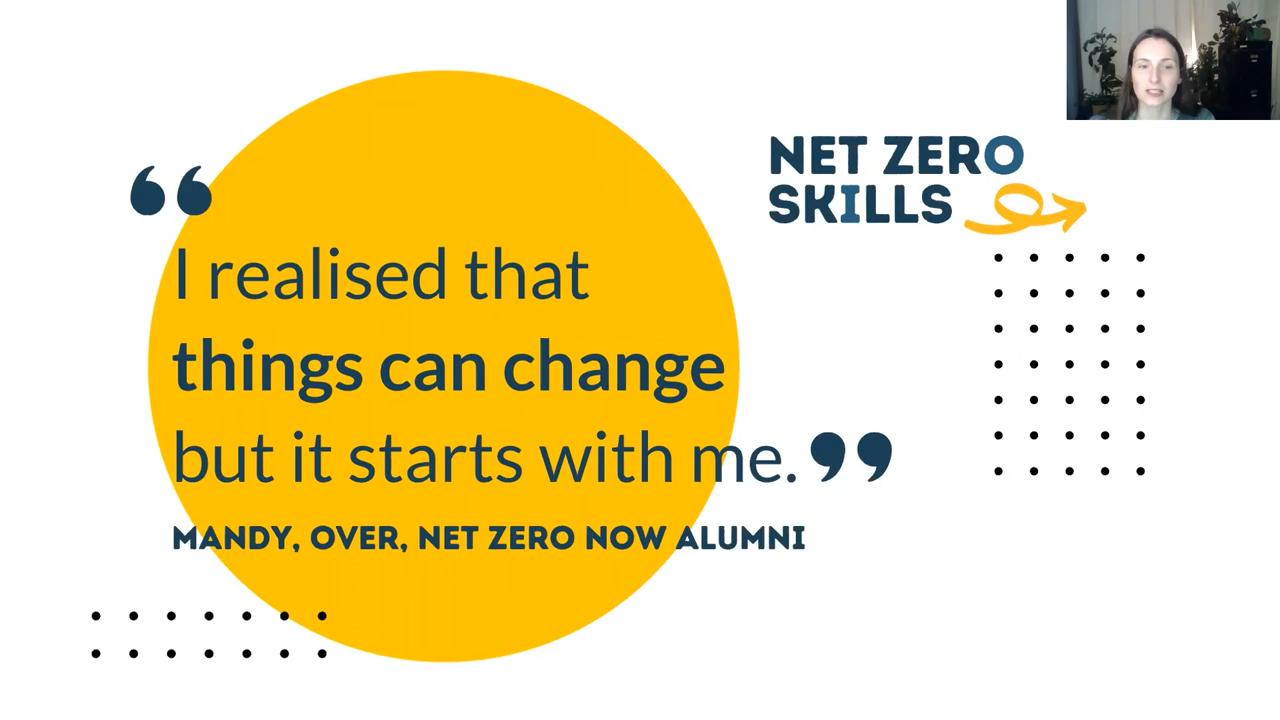 NET ZERO
SKILLS
“I realised that
things can change
but it starts with me.”
MANDY, OVER, NET ZERO NOW ALUMNI